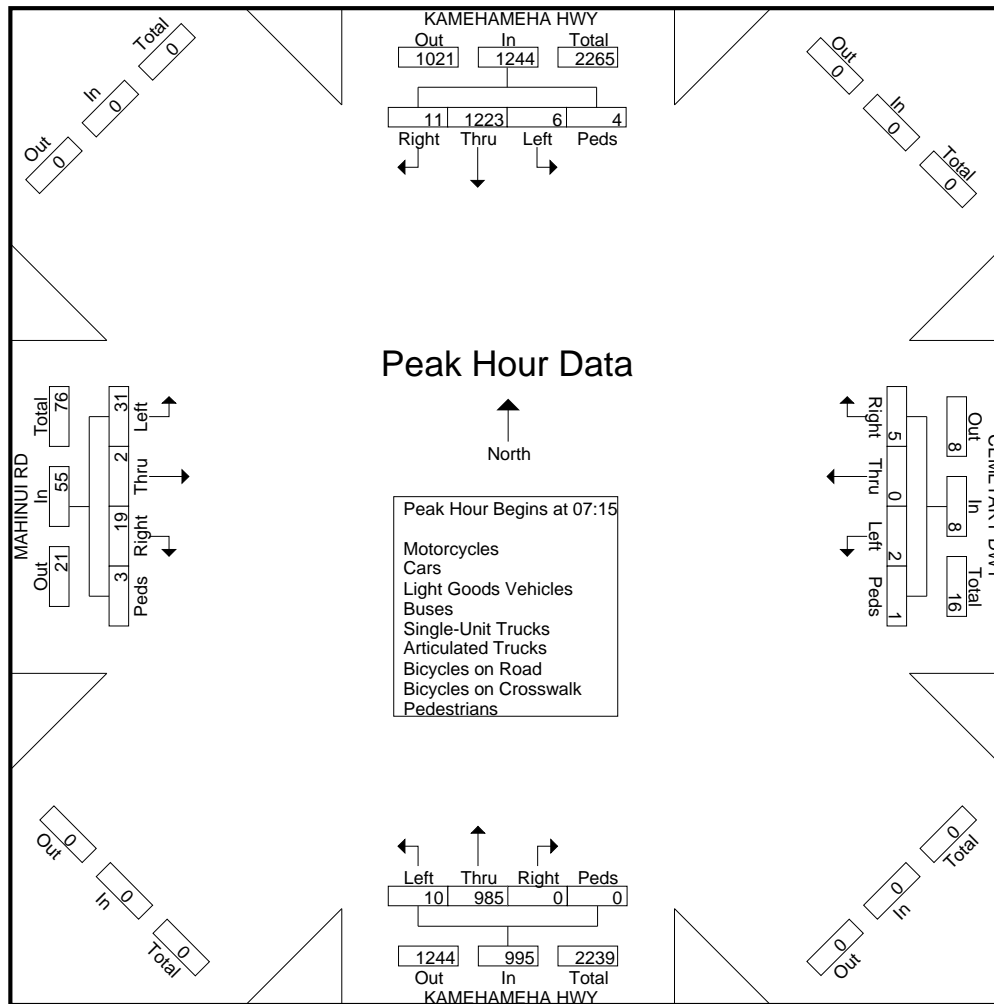 KAMEHAMEHA HWY
Out In Total
1021 1244 2265
11 1223 6 4
Right Thru Left Peds
Out
0
In
0
Total
0
Out
0
In
0
Total
0
Peak Hour Data
North
MAHINUI RD
Out In Total
21 55 76
3 19 2 31
Peds Right Thru Left
Out In Total
8 8 16
5 0 2 1
Right Thru Left Peds
Peak Hour Begins at 07:15
Motorcycles
Cars
Light Goods Vehicles
Buses
Single-Unit Trucks
Articulated Trucks
Bicycles on Road
Bicycles on Crosswalk
Pedestrians
Out
0
In
0
Total
0
Left Thru Right Peds
10 985 0 0
1244 995 2239
Out In Total
KAMEHAMEHA HWY
Out
0
In
0
Total
0